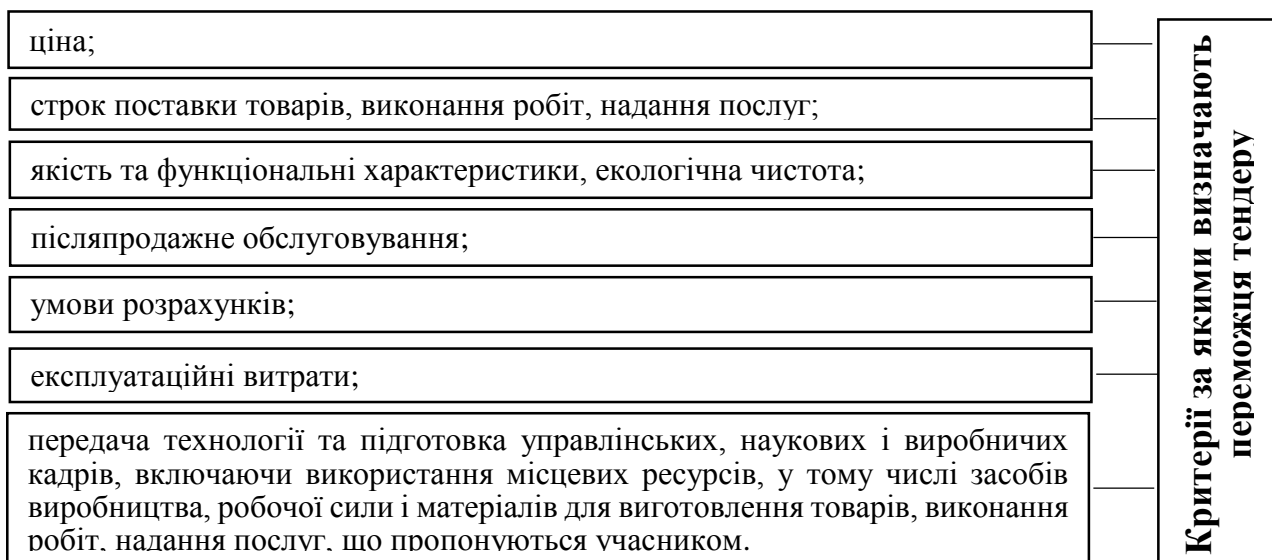 ціна;
строк поставки товарів, виконання робіт, надання послуг;
якість та функціональні характеристики, екологічна чистота;
післяпродажне обслуговування;
умови розрахунків;
експлуатаційні витрати;
передача технології та підготовка управлінських, наукових і виробничих
кадрів, включаючи використання місцевих ресурсів, у тому числі засобів
виробництва, робочої сили і матеріалів для виготовлення товарів, виконання
робіт, надання послуг, що пропонуються учасником.
Критерії за якими визначають
переможця тендеру